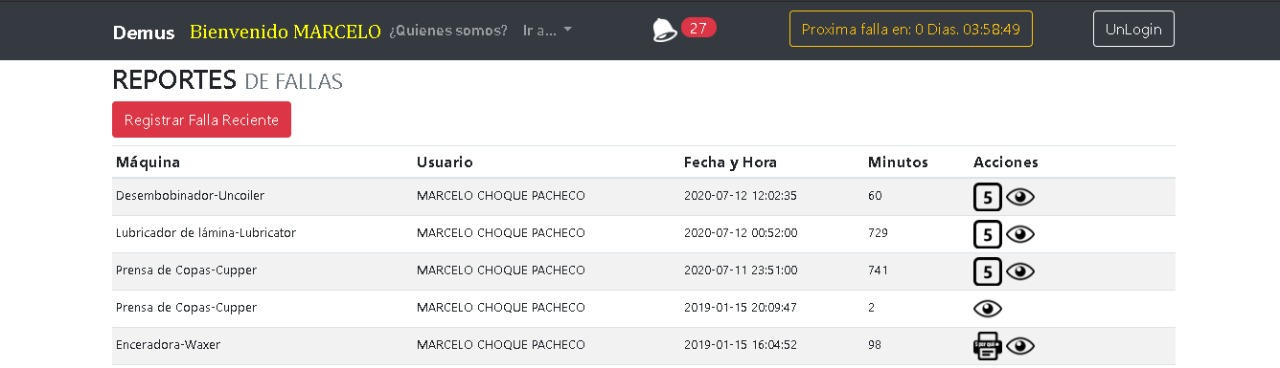 Demus Bienvenido MARCELO ¿Quienes somos? Ir a... 27 Proxima falla en: 0 Dias. 03:58:49 UnLogin
REPORTES DE FALLAS
Registrar Falla Reciente
Máquina Usuario Fecha y Hora Minutos Acciones
Desembobinador-Uncoiler MARCELO CHOQUE PACHECO 2020-07-12 12:02:35 60 5
Lubricador de lámina-Lubricator MARCELO CHOQUE PACHECO 2020-07-12 00:52:00 729 5
Prensa de Copas-Cupper MARCELO CHOQUE PACHECO 2020-07-11 23:51:00 741 5
Prensa de Copas-Cupper MARCELO CHOQUE PACHECO 2019-01-15 20:09:47 2
Enceradora-Waxer MARCELO CHOQUE PACHECO 2019-01-15 16:04:52 98